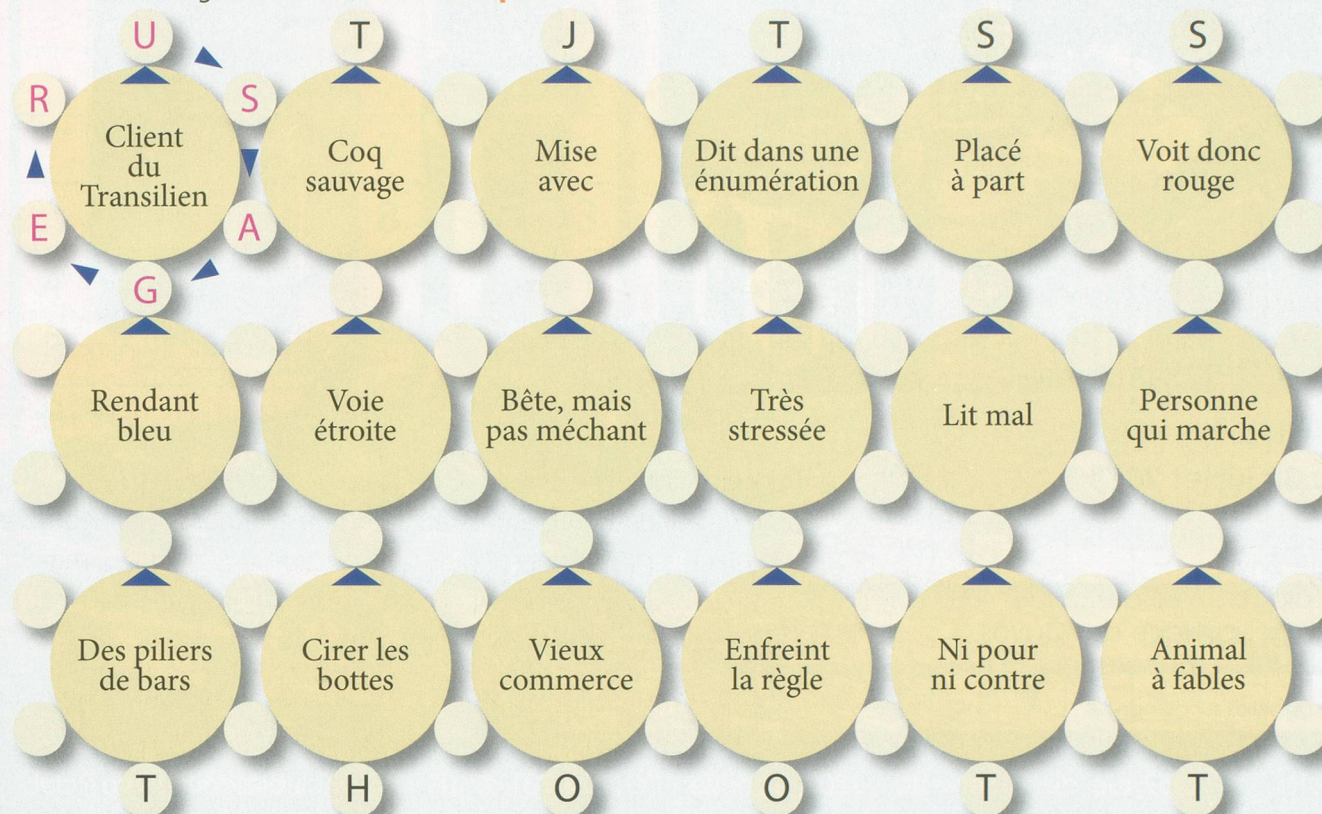 U T J T S S
R S
Client
du
Transilien
Coq
sauvage
Mise
avec
Dit dans une
énumération
Placé
à part
Voit donc
rouge
E A
G
Rendant
bleu
Voie
étroite
Bête, mais
pas méchant
Très
stressée
Lit mal
Personne
qui marche
Des piliers
de bars
Cirer les
bottes
Vieux
commerce
Enfreint
la règle
Ni pour
ni contre
Animal
à fables
T H O O T T